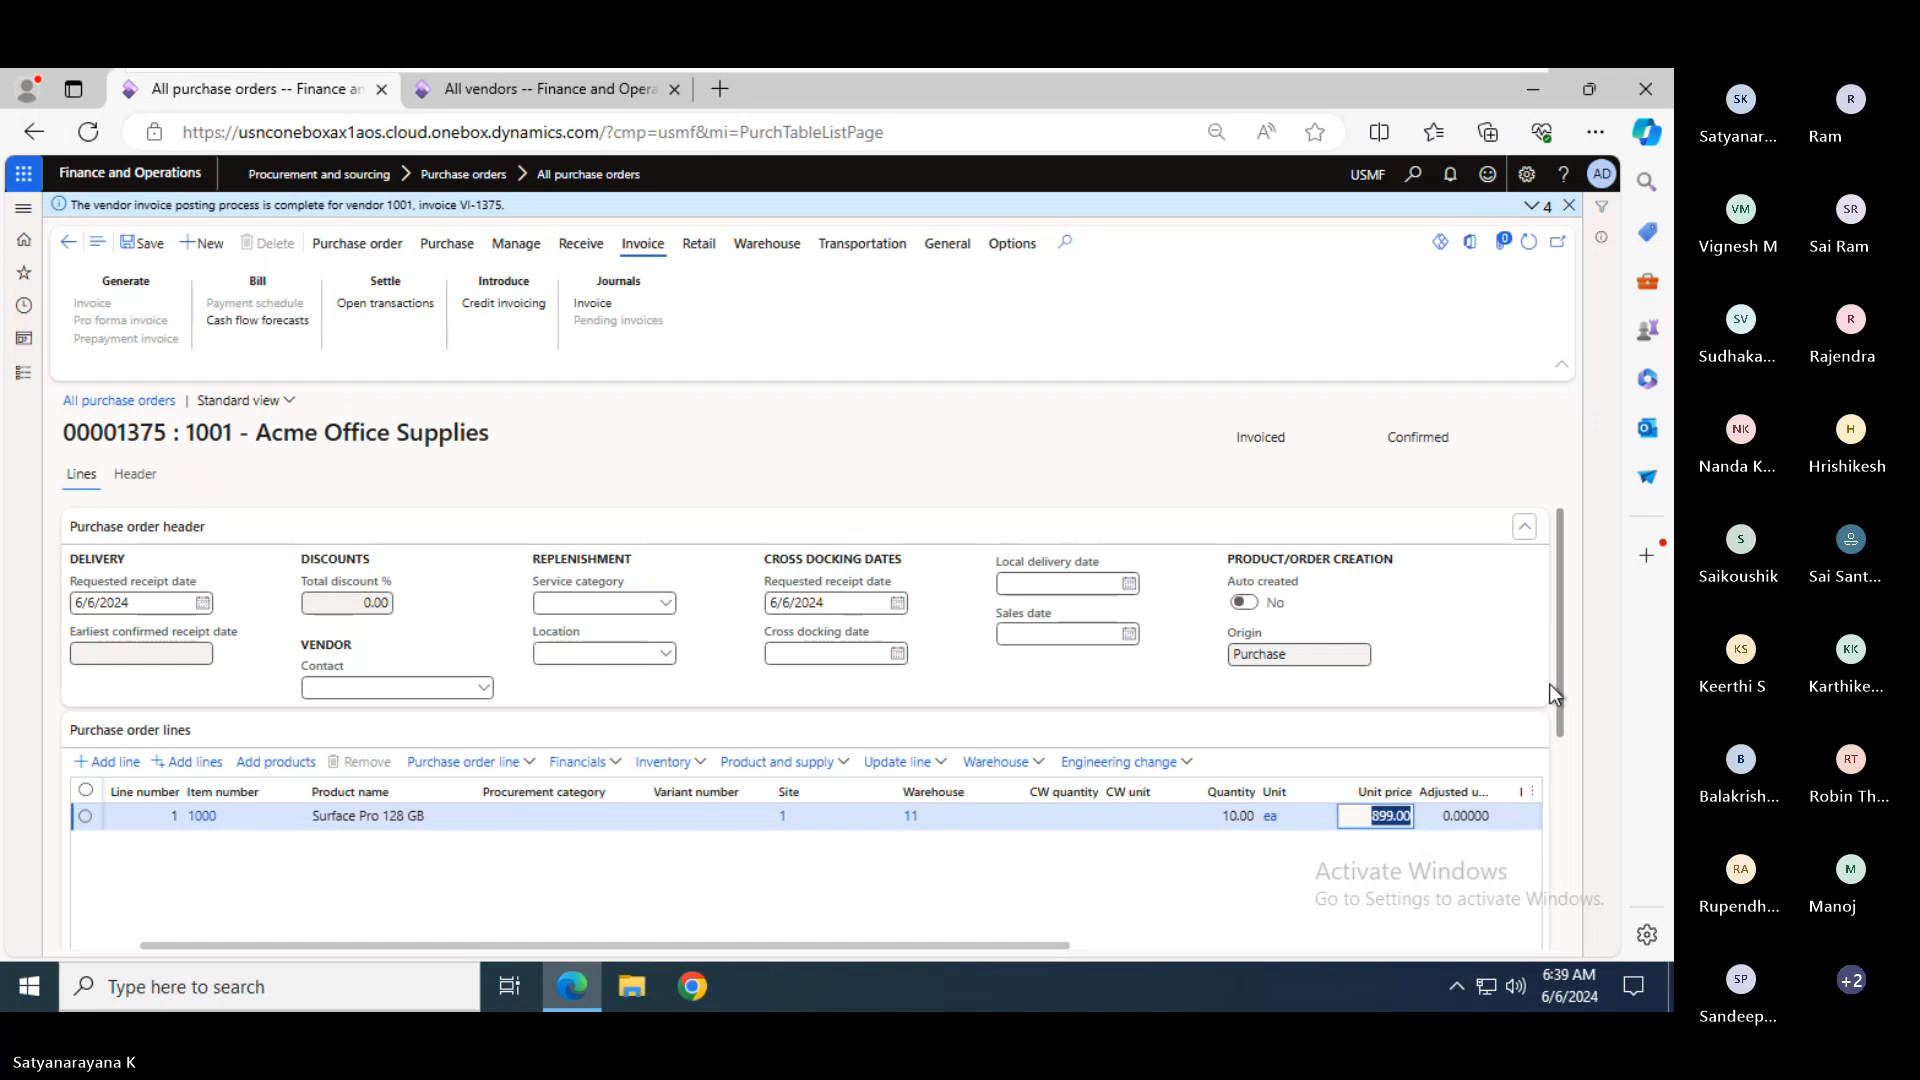 All purchase orders -- Finance an
All vendors -- Finance and Opera
https://usnconeboxax1aos.cloud.onebox.dynamics.com/?cmp=usmf&mi=PurchTableListPage
Finance and Operations
Procurement and sourcing
Purchase orders
All purchase orders
USMF
AD
The vendor invoice posting process is complete for vendor 1001, invoice VI-1375.
4
Save
New
Delete
Purchase order
Purchase
Manage
Receive
Invoice
Retail
Warehouse
Transportation
General
Options
0
Generate
Bill
Settle
Introduce
Journals
Invoice
Payment schedule
Open transactions
Credit invoicing
Invoice
Pro forma invoice
Cash flow forecasts
Pending invoices
Prepayment invoice
All purchase orders | Standard view
00001375 : 1001 - Acme Office Supplies
Invoiced
Confirmed
Lines
Header
Purchase order header
DELIVERY
Requested receipt date
6/6/2024
Earliest confirmed receipt date
DISCOUNTS
Total discount %
0.00
VENDOR
Contact
REPLENISHMENT
Service category
Location
CROSS DOCKING DATES
Requested receipt date
6/6/2024
Cross docking date
Local delivery date
Sales date
PRODUCT/ORDER CREATION
Auto created
No
Origin
Purchase
Purchase order lines
Add line
Add lines
Add products
Remove
Purchase order line
Financials
Inventory
Product and supply
Update line
Warehouse
Engineering change
Line number Item number Product name Procurement category Variant number Site Warehouse CW quantity CW unit Quantity Unit Unit price Adjusted u...
1 1000 Surface Pro 128 GB 1 11 10.00 ea 899.00 0.00000
Activate Windows
Go to Settings to activate Windows.
Type here to search
6:39 AM
6/6/2024
SK
Satyanar...
R
Ram
VM
Vignesh M
SR
Sai Ram
SV
Sudhaka...
R
Rajendra
NK
Nanda K...
H
Hrishikesh
S
Saikoushik
Sai Sant...
KS
Keerthi S
KK
Karthike...
B
Balakrish...
RT
Robin Th...
RA
Rupendh...
M
Manoj
SP
Sandeep...
+2
Satyanarayana K